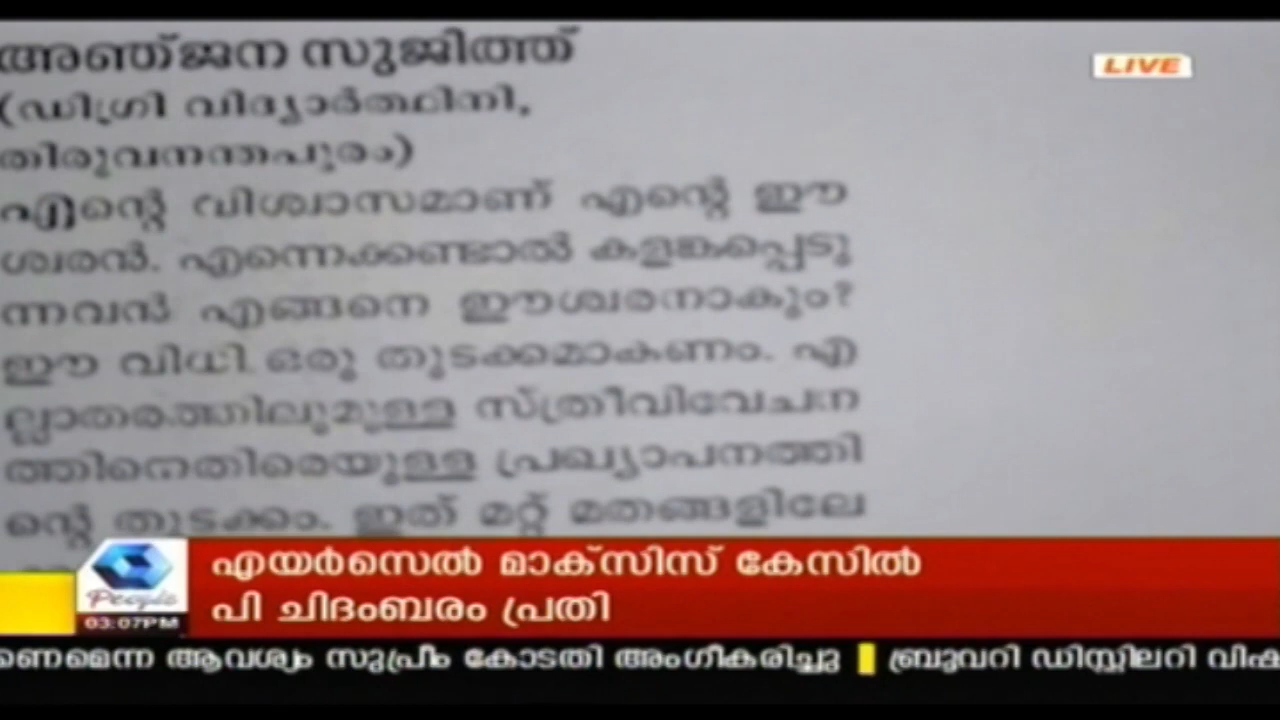 അഞ്ജന സുജിത്ത്
LIVE
(ഡിഗ്രി വിദ്യാർത്ഥിനി,
തിരുവനന്തപുരം)
എന്റെ വിശ്വാസമാണ് എന്റെ ഈ
ശ്വരൻ. എന്നെക്കണ്ടാൽ കളങ്കപ്പെടു
ന്നവൻ എങ്ങനെ ഈശ്വരനാകും?
ഈ വിധി ഒരു തുടക്കമാകണം. എ
ല്ലാതരത്തിലുമുള്ള സ്ത്രീവിവേചന
ത്തിനെതിരെയുള്ള പ്രഖ്യാപനത്തി
ന്റെ തുടക്കം. ഇത് മറ്റ് മതങ്ങളിലേ
എയർസെൽ മാക്സിസ് കേസിൽ
പി ചിദംബരം പ്രതി
People
03:07PM
ണമെന്ന ആവശ്യം സുപ്രീം കോടതി അംഗീകരിച്ചു ബ്രുവറി ഡിസ്റ്റിലറി വിഷ